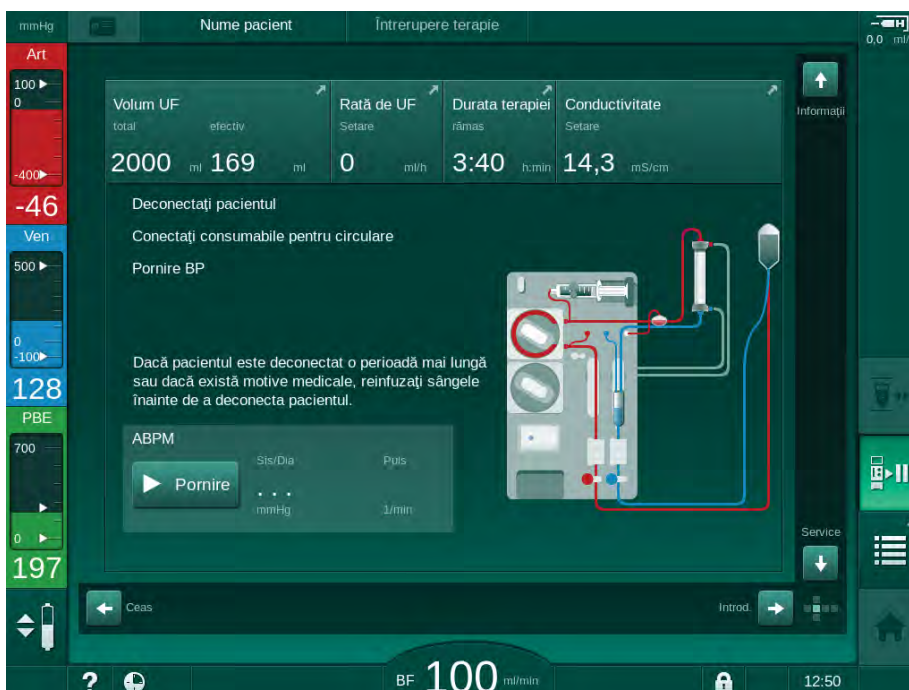 mmHg
Nume pacient
Întrerupere terapie
0,0 ml/
Art
100
0
-400
-46
Ven
500
0
-100
128
PBE
700
0
197
Volum UF
total efectiv
2000 ml 169 ml
Rată de UF
Setare
0 ml/h
Durata terapiei
rămas
3:40 h:min
Conductivitate
Setare
14,3 mS/cm
Informații
Deconectați pacientul
Conectați consumabile pentru circulare
Pornire BP
Dacă pacientul este deconectat o perioadă mai lungă
sau dacă există motive medicale, reinfuzați sângele
înainte de a deconecta pacientul.
ABPM
Pornire
Sis/Dia
. . .
mmHg
Puls
1/min
Service
Ceas
Introd.
?
BF 100 ml/min
12:50